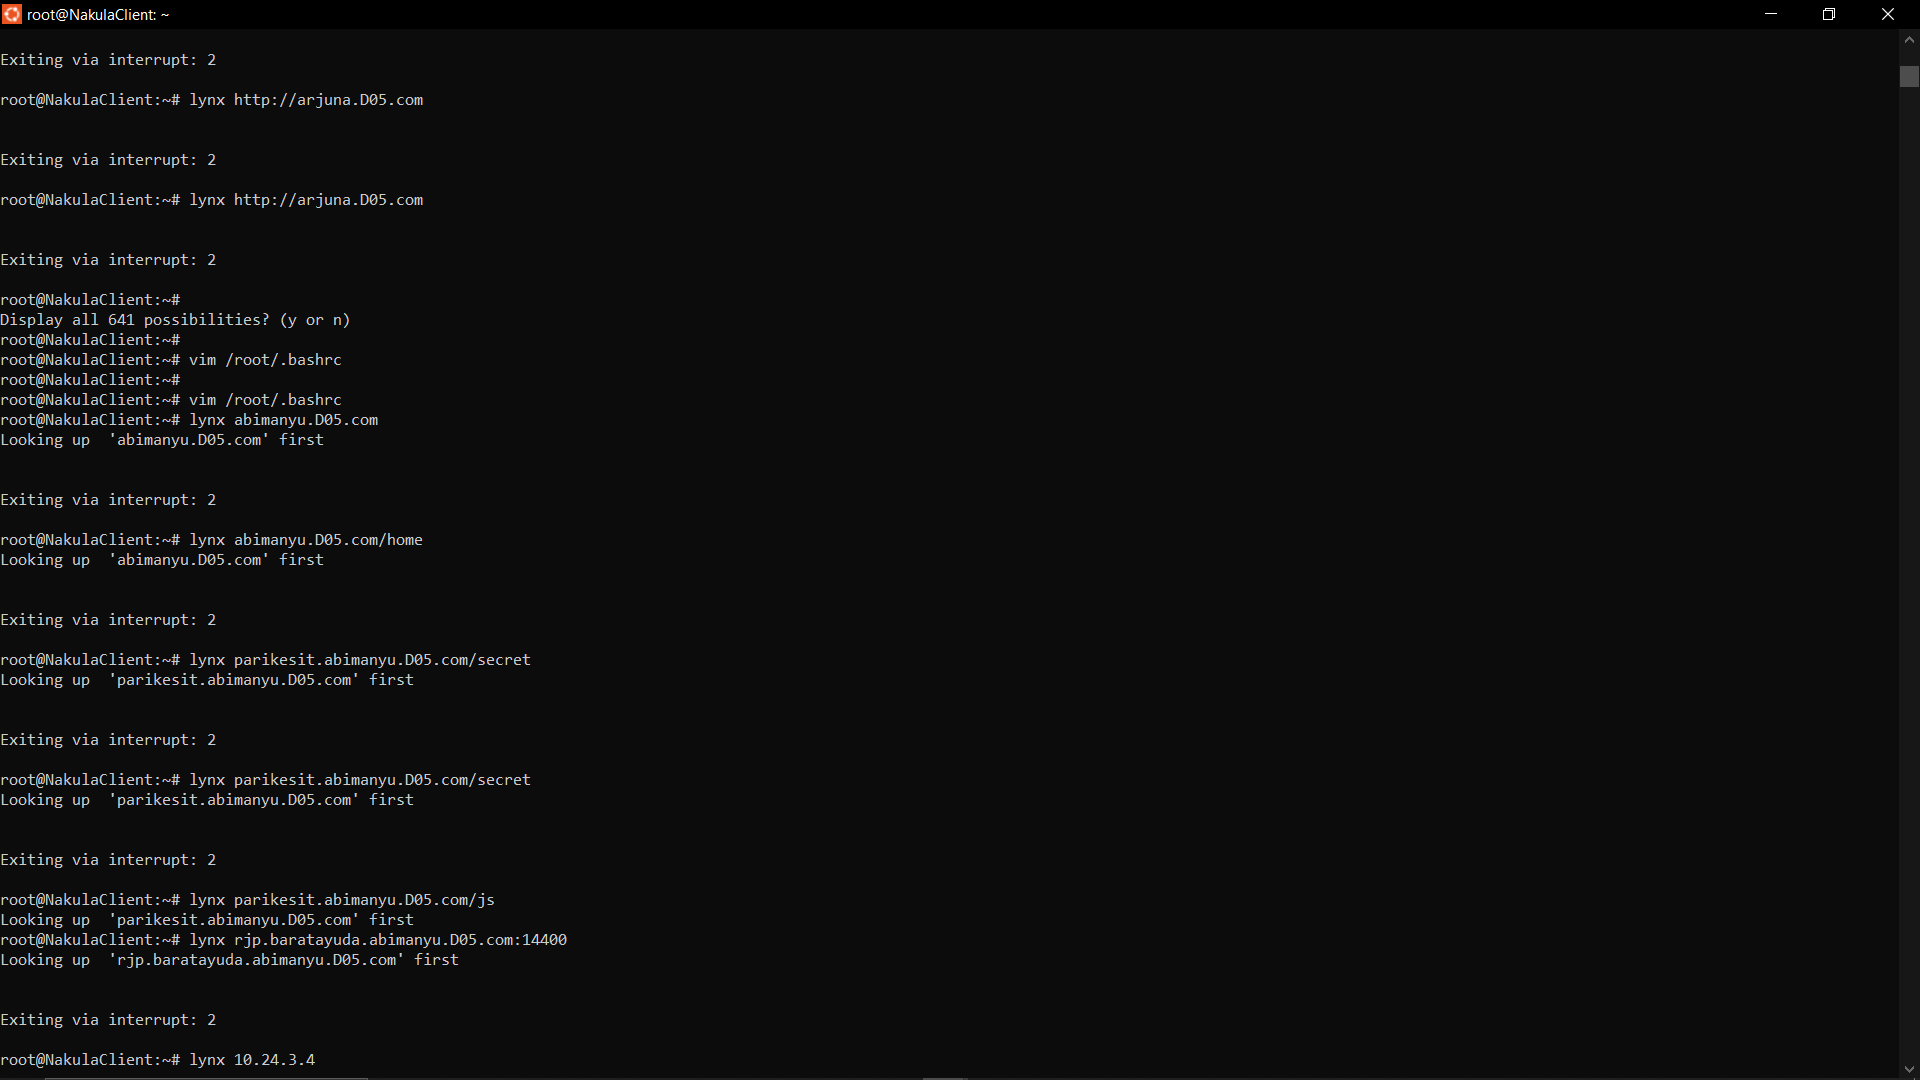 root@NakulaClient: ~
Exiting via interrupt: 2
root@NakulaClient:~# lynx http://arjuna.D05.com
Exiting via interrupt: 2
root@NakulaClient:~# lynx http://arjuna.D05.com
Exiting via interrupt: 2
root@NakulaClient:~#
Display all 641 possibilities? (y or n)
root@NakulaClient:~#
root@NakulaClient:~# vim /root/.bashrc
root@NakulaClient:~#
root@NakulaClient:~# vim /root/.bashrc
root@NakulaClient:~# lynx abimanyu.D05.com
Looking up  'abimanyu.D05.com' first
Exiting via interrupt: 2
root@NakulaClient:~# lynx abimanyu.D05.com/home
Looking up  'abimanyu.D05.com' first
Exiting via interrupt: 2
root@NakulaClient:~# lynx parikesit.abimanyu.D05.com/secret
Looking up  'parikesit.abimanyu.D05.com' first
Exiting via interrupt: 2
root@NakulaClient:~# lynx parikesit.abimanyu.D05.com/secret
Looking up  'parikesit.abimanyu.D05.com' first
Exiting via interrupt: 2
root@NakulaClient:~# lynx parikesit.abimanyu.D05.com/js
Looking up  'parikesit.abimanyu.D05.com' first
root@NakulaClient:~# lynx rjp.baratayuda.abimanyu.D05.com:14400
Looking up  'rjp.baratayuda.abimanyu.D05.com' first
Exiting via interrupt: 2
root@NakulaClient:~# lynx 10.24.3.4